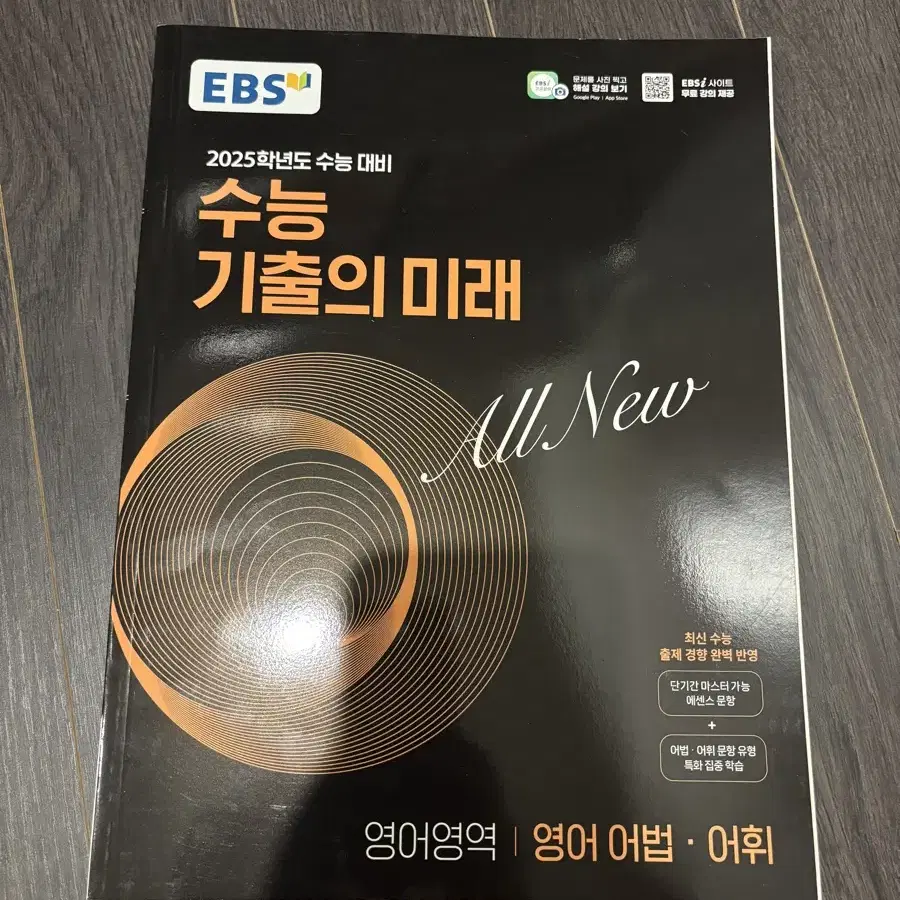 EBS
문제를 사진 찍고
해설 강의 보기
Google Play | App Store
EBSi 사이트
무료 강의 제공
2025학년도 수능 대비
수능
기출의 미래
All New
최신 수능
출제 경향 완벽 반영
단기간 마스터 가능
에센스 문항
+
어법·어휘 문항 유형
특화 집중 학습
영어영역 | 영어 어법·어휘